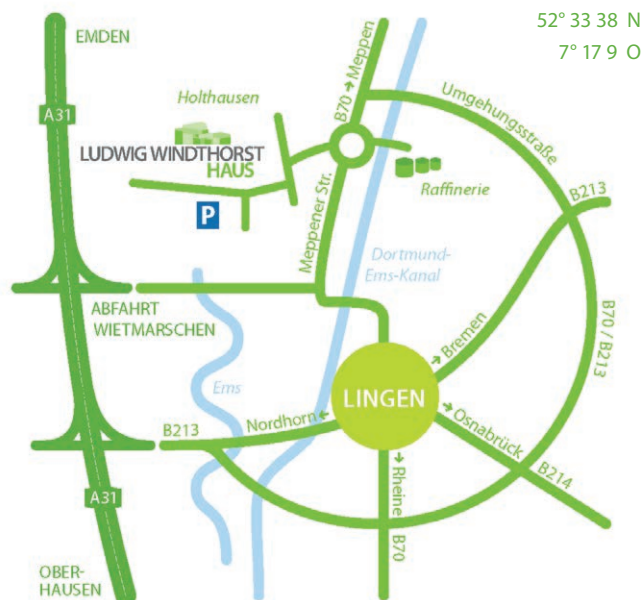 52° 33 38 N
7° 17 9 O
EMDEN
A31
Holthausen
LUDWIG WINDTHORST
HAUS
P
B70 → Meppen
Umgehungsstraße
Raffinerie
B213
Meppener Str.
Dortmund-
Ems-Kanal
ABFAHRT
WIETMARSCHEN
B70 / B213
→ Bremen
Ems
LINGEN
B213
Nordhorn ←
→ Osnabrück
B214
→ Rheine
B70
A31
OBER-
HAUSEN